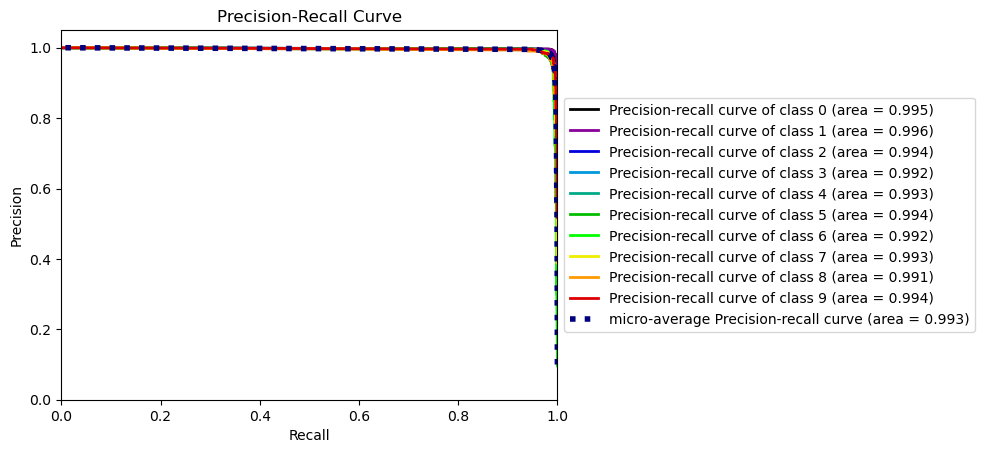 Precision-Recall Curve
1.0
0.8
0.6
0.4
0.2
0.0
Precision
0.0 0.2 0.4 0.6 0.8 1.0
Recall
Precision-recall curve of class 0 (area = 0.995)
Precision-recall curve of class 1 (area = 0.996)
Precision-recall curve of class 2 (area = 0.994)
Precision-recall curve of class 3 (area = 0.992)
Precision-recall curve of class 4 (area = 0.993)
Precision-recall curve of class 5 (area = 0.994)
Precision-recall curve of class 6 (area = 0.992)
Precision-recall curve of class 7 (area = 0.993)
Precision-recall curve of class 8 (area = 0.991)
Precision-recall curve of class 9 (area = 0.994)
micro-average Precision-recall curve (area = 0.993)